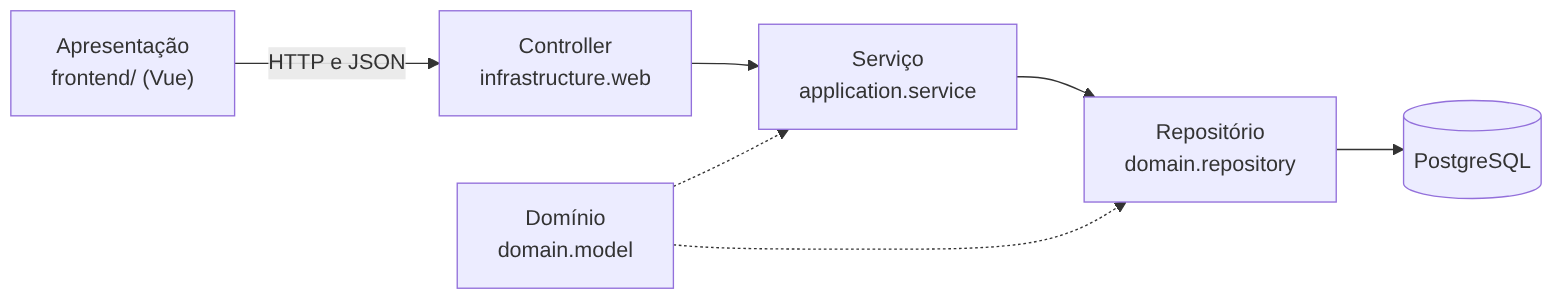 Apresentação
frontend/ (Vue)
HTTP e JSON
Controller
infrastructure.web
Serviço
application.service
Repositório
domain.repository
PostgreSQL
Domínio
domain.model